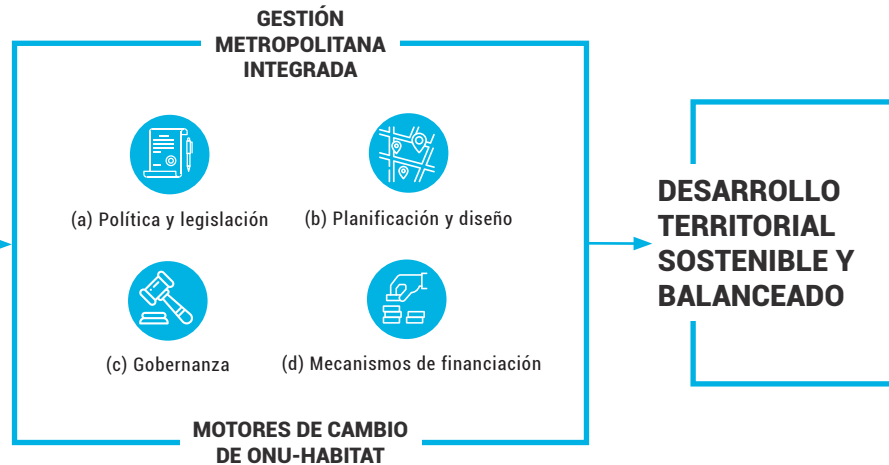 GESTIÓN
METROPOLITANA
INTEGRADA
(a) Política y legislación
(b) Planificación y diseño
(c) Gobernanza
(d) Mecanismos de financiación
MOTORES DE CAMBIO
DE ONU-HABITAT
DESARROLLO
TERRITORIAL
SOSTENIBLE Y
BALANCEADO